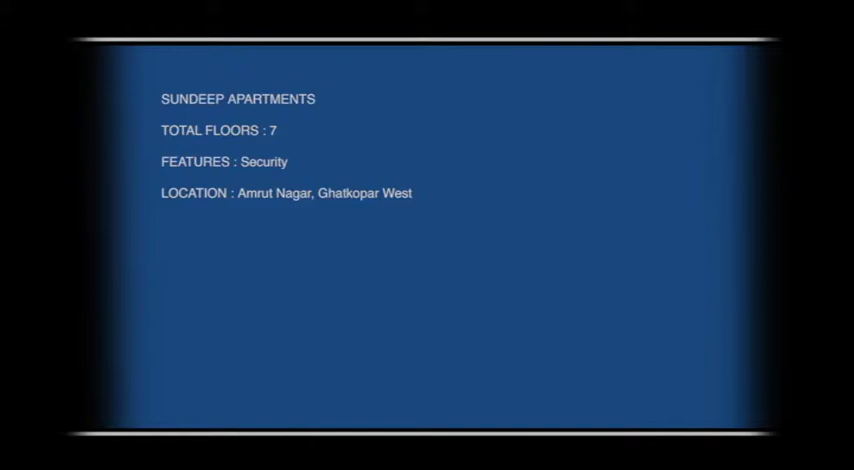 SUNDEEP APARTMENTS
TOTAL FLOORS : 7
FEATURES : Security
LOCATION : Amrut Nagar, Ghatkopar West